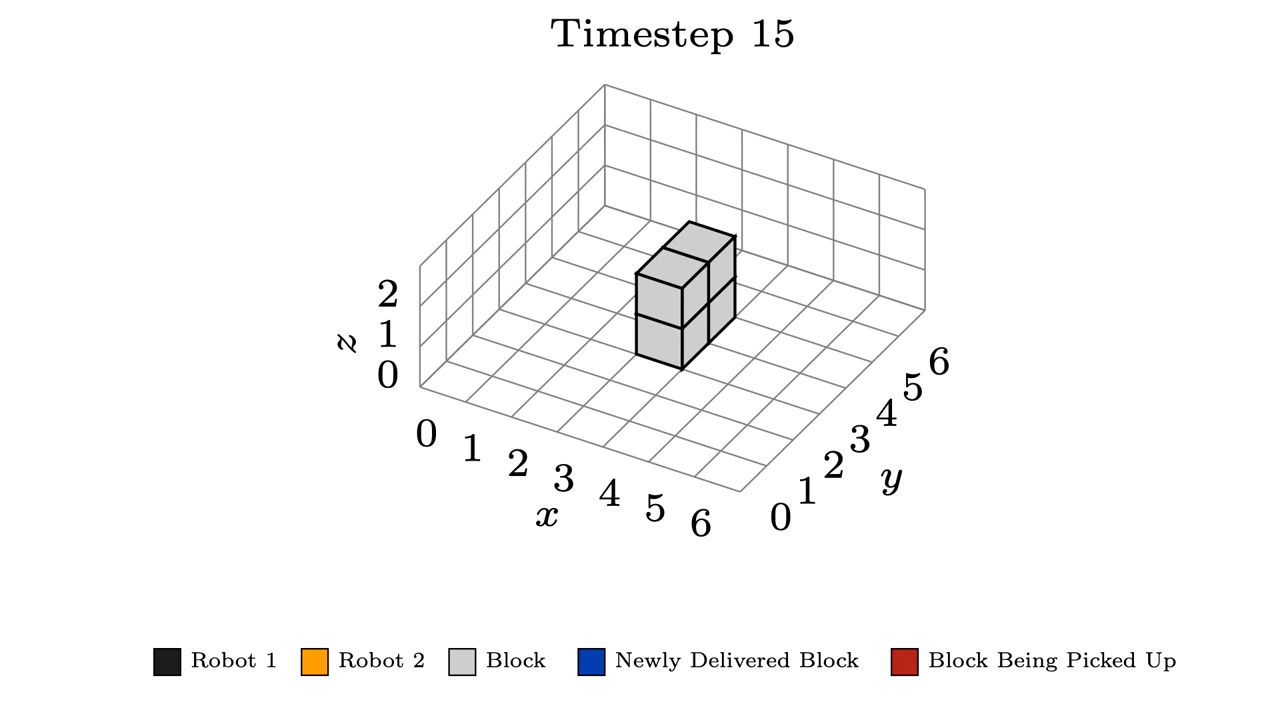 Timestep 15
2
1
0
z
0 1 2 3 4 5 6
x
0 1 2 3 4 5 6
y
Robot 1 Robot 2 Block Newly Delivered Block Block Being Picked Up